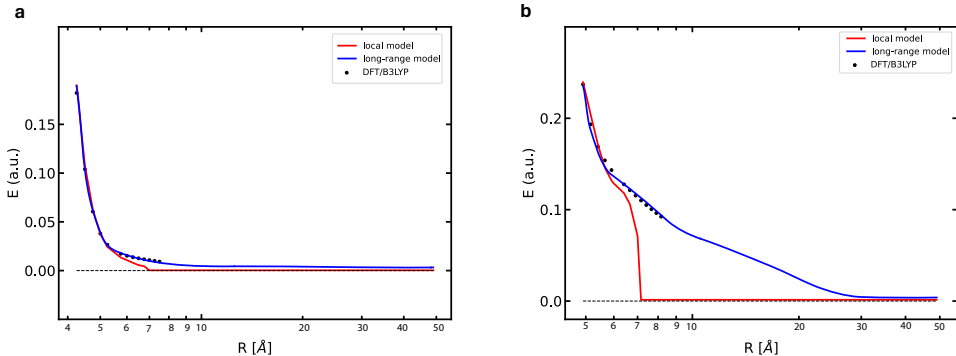 a
local model
long-range model
DFT/B3LYP
E (a.u.)
0.15
0.10
0.05
0.00
4 5 6 7 8 9 10 20 30 40 50
R [Å]
b
local model
long-range model
DFT/B3LYP
E (a.u.)
0.2
0.1
0.0
5 6 7 8 9 10 20 30 40 50
R [Å]